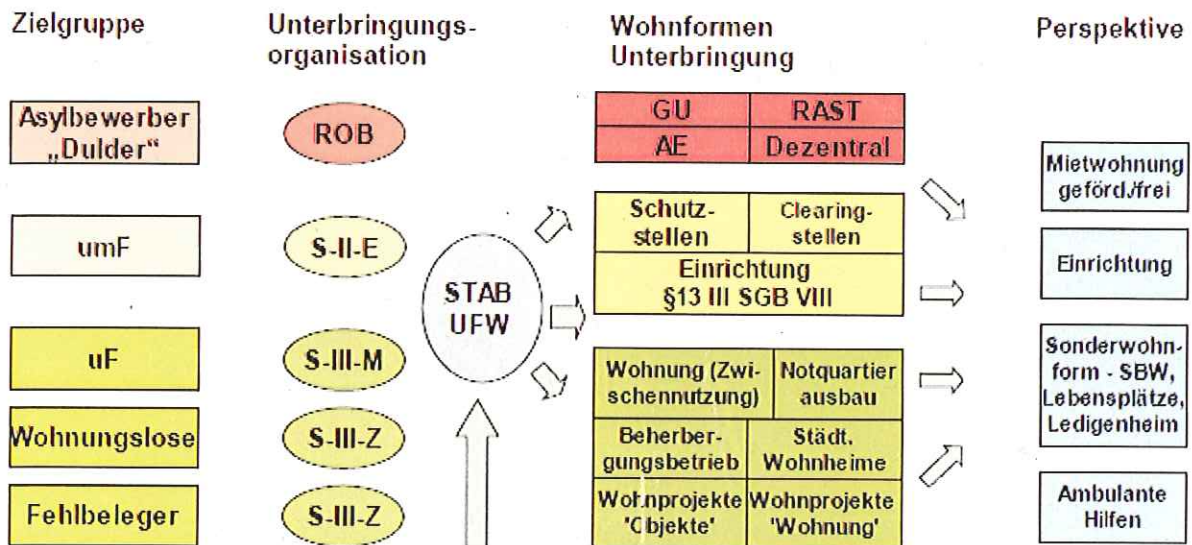 Zielgruppe
Unterbringungs-
organisation
Wohnformen
Unterbringung
Perspektive
Asylbewerber
„Dulder“
ROB
GU
RAST
AE
Dezentral
Mietwohnung
geförd./frei
umF
S-II-E
STAB
UFW
Schutz-
stellen
Clearing-
stellen
Einrichtung
§13 III SGB VIII
Einrichtung
uF
S-III-M
Wohnung (Zwi-
schennutzung)
Notquartier
ausbau
Sonderwohn-
form - SBW,
Lebensplätze,
Ledigenheim
Wohnungslose
S-III-Z
Beherber-
gungsbetrieb
Städt.
Wohnheime
Fehlbeleger
S-III-Z
Wohnprojekte
'Objekte'
Wohnprojekte
'Wohnung'
Ambulante
Hilfen